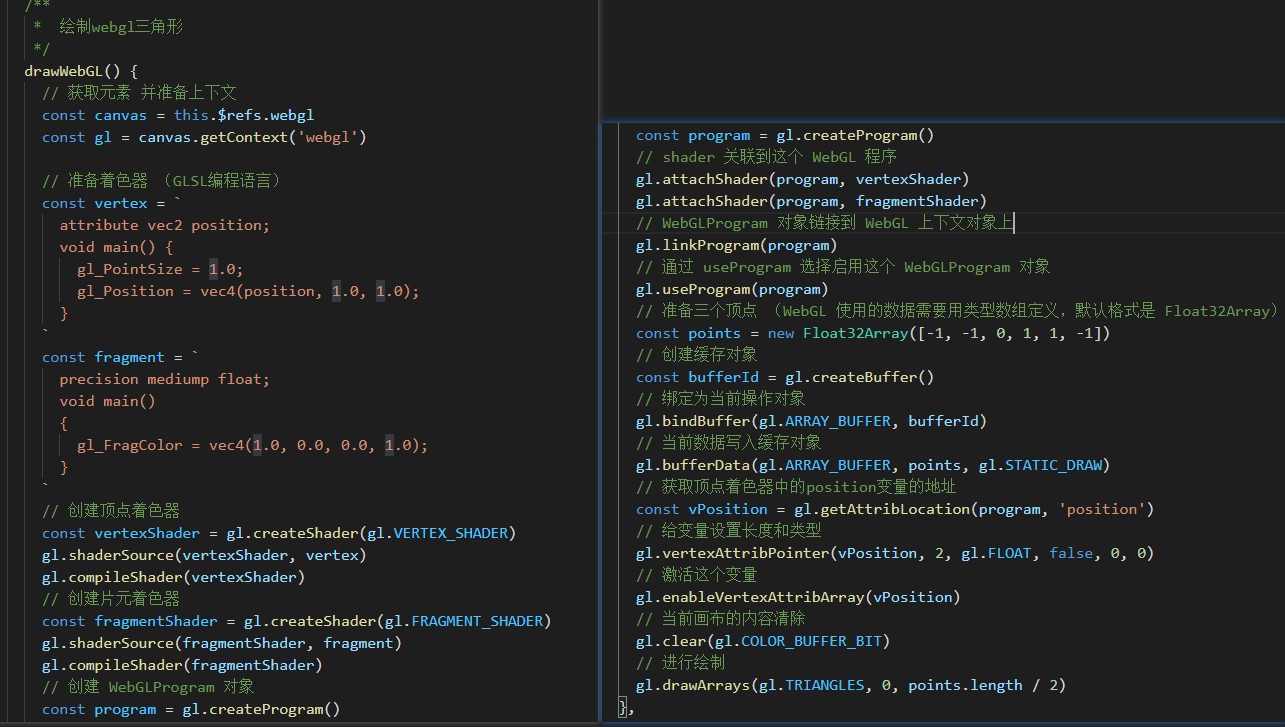 /**
 *  绘制webgl三角形
 */
drawWebGL() {
  // 获取元素 并准备上下文
  const canvas = this.$refs.webgl
  const gl = canvas.getContext('webgl')
  // 准备着色器 （GLSL编程语言）
  const vertex = `
    attribute vec2 position;
    void main() {
      gl_PointSize = 1.0;
      gl_Position = vec4(position, 1.0, 1.0);
    }
  `
  const fragment = `
    precision mediump float;
    void main()
    {
      gl_FragColor = vec4(1.0, 0.0, 0.0, 1.0);
    }
  `
  // 创建顶点着色器
  const vertexShader = gl.createShader(gl.VERTEX_SHADER)
  gl.shaderSource(vertexShader, vertex)
  gl.compileShader(vertexShader)
  // 创建片元着色器
  const fragmentShader = gl.createShader(gl.FRAGMENT_SHADER)
  gl.shaderSource(fragmentShader, fragment)
  gl.compileShader(fragmentShader)
  // 创建 WebGLProgram 对象
  const program = gl.createProgram()
  const program = gl.createProgram()
  // shader 关联到这个 WebGL 程序
  gl.attachShader(program, vertexShader)
  gl.attachShader(program, fragmentShader)
  // WebGLProgram 对象链接到 WebGL 上下文对象上
  gl.linkProgram(program)
  // 通过 useProgram 选择启用这个 WebGLProgram 对象
  gl.useProgram(program)
  // 准备三个顶点 （WebGL 使用的数据需要用类型数组定义，默认格式是 Float32Array）
  const points = new Float32Array([-1, -1, 0, 1, 1, -1])
  // 创建缓存对象
  const bufferId = gl.createBuffer()
  // 绑定为当前操作对象
  gl.bindBuffer(gl.ARRAY_BUFFER, bufferId)
  // 当前数据写入缓存对象
  gl.bufferData(gl.ARRAY_BUFFER, points, gl.STATIC_DRAW)
  // 获取顶点着色器中的position变量的地址
  const vPosition = gl.getAttribLocation(program, 'position')
  // 给变量设置长度和类型
  gl.vertexAttribPointer(vPosition, 2, gl.FLOAT, false, 0, 0)
  // 激活这个变量
  gl.enableVertexAttribArray(vPosition)
  // 当前画布的内容清除
  gl.clear(gl.COLOR_BUFFER_BIT)
  // 进行绘制
  gl.drawArrays(gl.TRIANGLES, 0, points.length / 2)
},